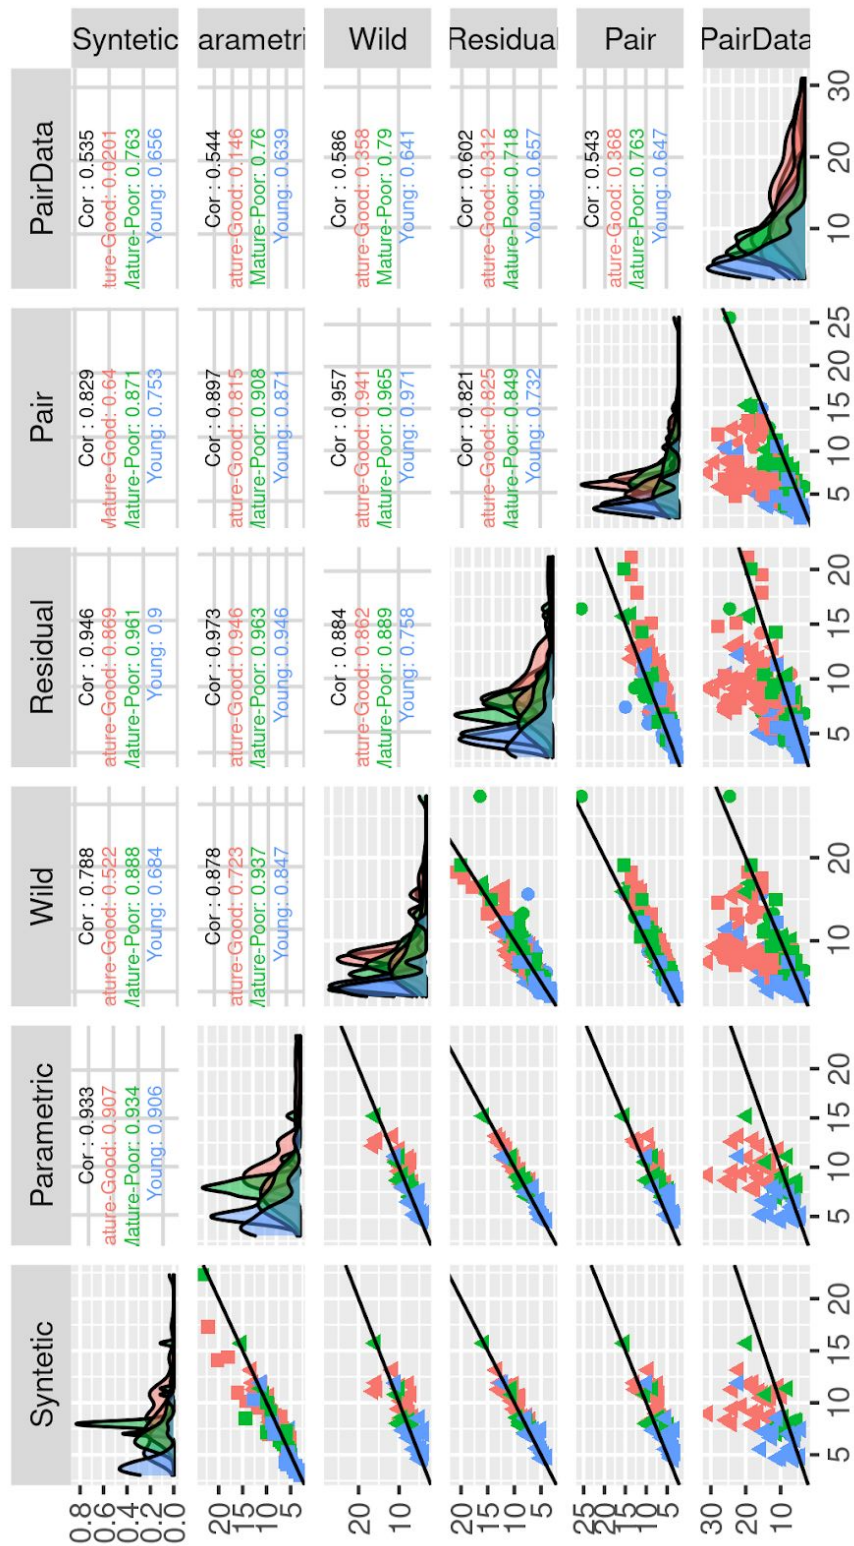 Syntetic
Parametric
Wild
Residual
Pair
PairData
0.8
0.6
0.4
0.2
0.0
Cor : 0.933
ature-Good: 0.907
Mature-Poor: 0.934
Young: 0.906
Cor : 0.788
ature-Good: 0.522
Mature-Poor: 0.888
Young: 0.684
Cor : 0.946
ature-Good: 0.869
Mature-Poor: 0.961
Young: 0.9
Cor : 0.829
Mature-Good: 0.64
Mature-Poor: 0.871
Young: 0.753
Cor : 0.535
ture-Good: 0.0201
Mature-Poor: 0.763
Young: 0.656
Syntetic
20
15
10
5
Cor : 0.878
ature-Good: 0.723
Mature-Poor: 0.937
Young: 0.847
Cor : 0.973
ature-Good: 0.946
Mature-Poor: 0.963
Young: 0.946
Cor : 0.897
ature-Good: 0.815
Mature-Poor: 0.908
Young: 0.871
Cor : 0.544
ature-Good: 0.146
Mature-Poor: 0.76
Young: 0.639
arametri
20
10
Cor : 0.884
ature-Good: 0.862
Mature-Poor: 0.889
Young: 0.758
Cor : 0.957
ature-Good: 0.941
Mature-Poor: 0.965
Young: 0.971
Cor : 0.586
ature-Good: 0.358
Mature-Poor: 0.79
Young: 0.641
Wild
20
15
10
5
Cor : 0.821
ature-Good: 0.825
Mature-Poor: 0.849
Young: 0.732
Cor : 0.602
ature-Good: 0.312
Mature-Poor: 0.718
Young: 0.657
Residual
25
20
15
10
5
Cor : 0.543
ature-Good: 0.368
Mature-Poor: 0.763
Young: 0.647
Pair
30
20
10
PairData
5 10 15 20
5 10 15 20
10 20
5 10 15 20
5 10 15 20 25
10 20 30